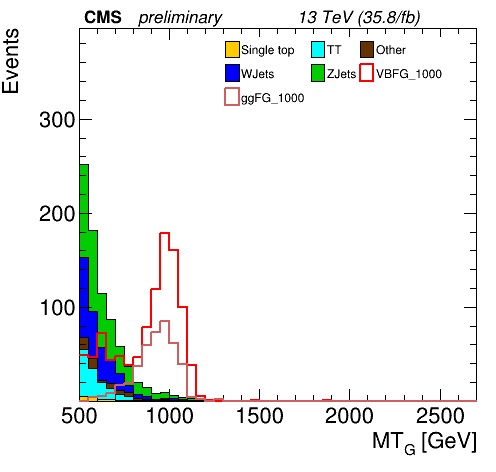 CMS preliminary 13 TeV (35.8/fb)
Events
Single top TT Other
WJets ZJets VBFG_1000
ggFG_1000
300
200
100
500 1000 1500 2000 2500
MT_G [GeV]